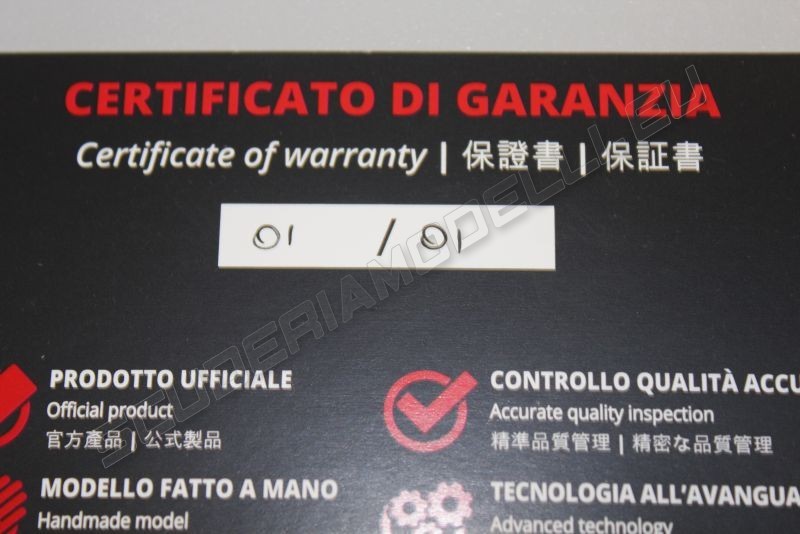 CERTIFICATO DI GARANZIA
Certificate of warranty | 保證書 | 保証書
01 / 01
PRODOTTO UFFICIALE
Official product
官方產品 | 公式製品
CONTROLLO QUALITÀ ACCU
Accurate quality inspection
精準品質管理 | 精密な品質管理
MODELLO FATTO A MANO
Handmade model
TECNOLOGIA ALL'AVANGUA
Advanced technology
STUDERIAMODELLI.EU